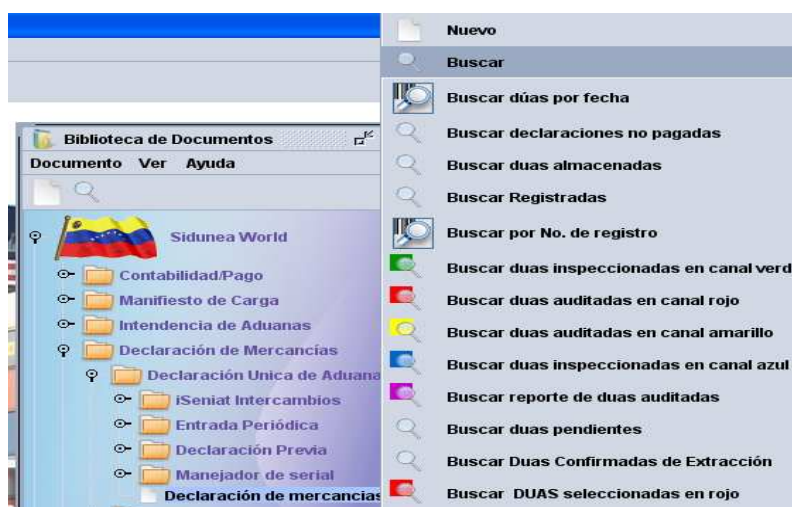 Biblioteca de Documentos
Documento Ver Ayuda
Sidunea World
Contabilidad/Pago
Manifiesto de Carga
Intendencia de Aduanas
Declaración de Mercancías
Declaración Unica de Aduana
iSeniat Intercambios
Entrada Periódica
Declaración Previa
Manejador de serial
Declaración de mercancias
Nuevo
Buscar
Buscar dúas por fecha
Buscar declaraciones no pagadas
Buscar duas almacenadas
Buscar Registradas
Buscar por No. de registro
Buscar duas inspeccionadas en canal verd
Buscar duas auditadas en canal rojo
Buscar duas auditadas en canal amarillo
Buscar duas inspeccionadas en canal azul
Buscar reporte de duas auditadas
Buscar duas pendientes
Buscar Duas Confirmadas de Extracción
Buscar DUAS seleccionadas en rojo